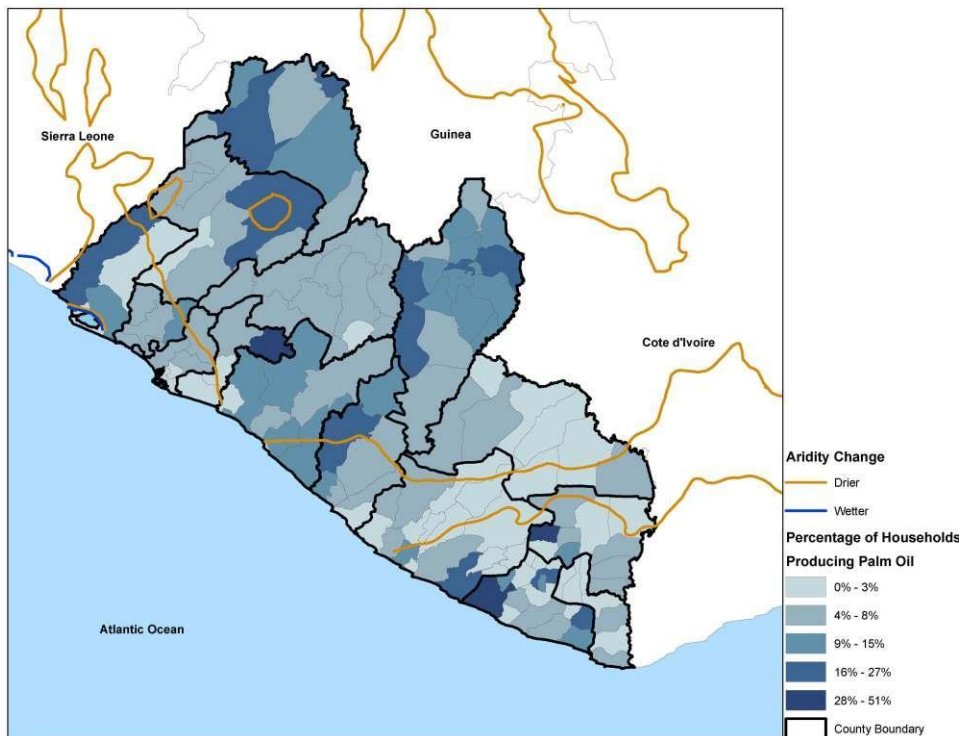 Sierra Leone
Guinea
Cote d'Ivoire
Atlantic Ocean
Aridity Change
Drier
Wetter
Percentage of Households
Producing Palm Oil
0% - 3%
4% - 8%
9% - 15%
16% - 27%
28% - 51%
County Boundary